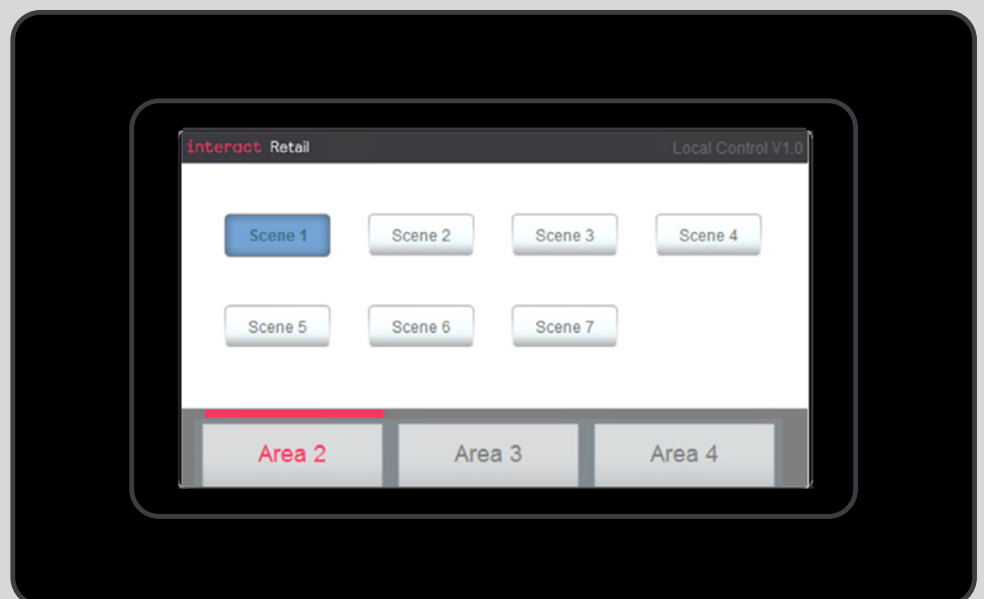 interact Retail
Local Control V1.0
Scene 1
Scene 2
Scene 3
Scene 4
Scene 5
Scene 6
Scene 7
Area 2
Area 3
Area 4